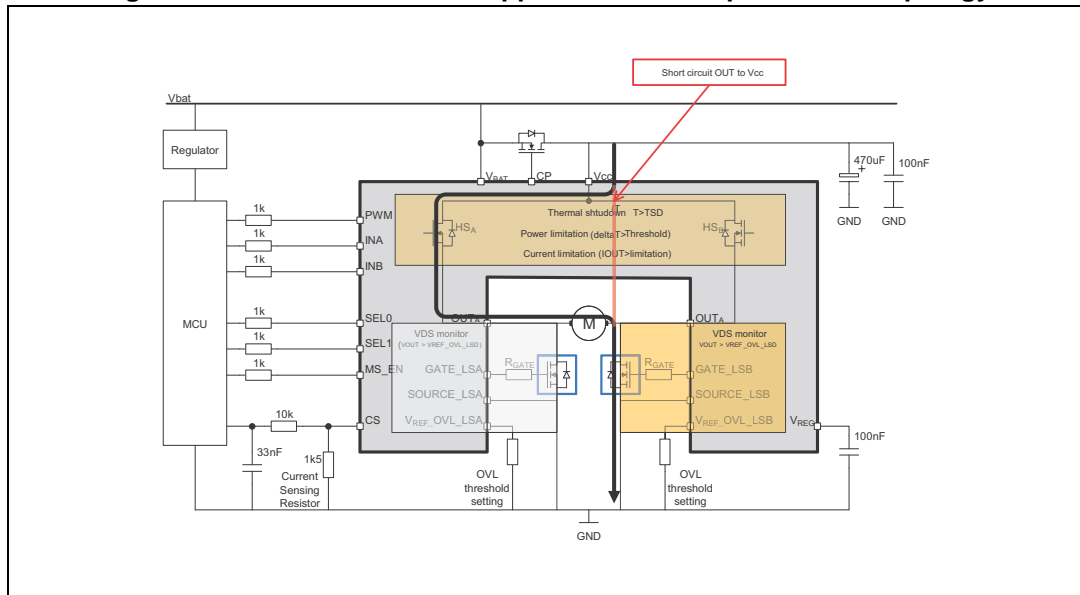 Short circuit OUT to Vcc
Vbat
Regulator
470uF
+
100nF
VBAT
CP
Vcc
GND
GND
1k
PWM
Thermal shtudown T>TSD
HSA
Power limitation (deltaT>Threshold)
HSB
1k
INA
Current limitation (IOUT>limitation)
1k
INB
MCU
1k
SEL0
OUTA
M
OUTA
1k
SEL1
VDS monitor
(VOUT > VREF_OVL_LSD)
VDS monitor
VOUT > VREF_OVL_LSD
1k
MS_EN
GATE_LSA
RGATE
RGATE
GATE_LSB
SOURCE_LSA
SOURCE_LSB
10k
CS
VREF_OVL_LSA
VREF_OVL_LSB
VREG
100nF
33nF
1k5
Current
Sensing
Resistor
OVL
threshold
setting
OVL
threshold
setting
GND